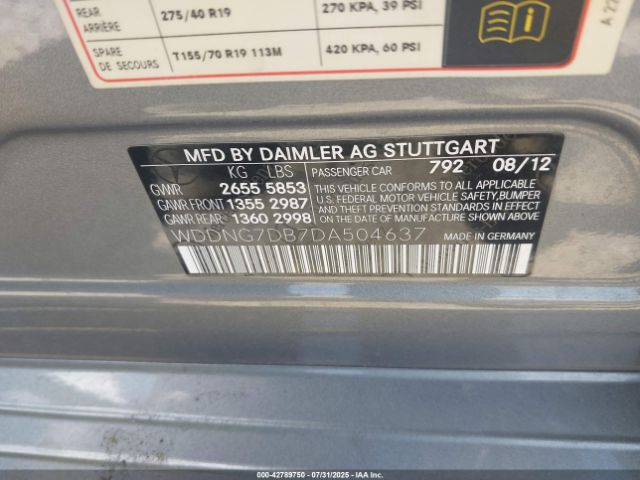 REAR ARRIÈRE 275/40 R19 270 KPA, 39 PSI
SPARE DE SECOURS T155/70 R19 113M 420 KPA, 60 PSI
MFD BY DAIMLER AG STUTTGART
KG LBS PASSENGER CAR 792 08/12
GVWR 2655 5853 THIS VEHICLE CONFORMS TO ALL APPLICABLE
GAWR FRONT 1355 2987 U.S. FEDERAL MOTOR VEHICLE SAFETY, BUMPER
GAWR REAR 1360 2998 AND THEFT PREVENTION STANDARDS IN EFFECT ON THE DATE OF MANUFACTURE SHOWN ABOVE.
WDDNG7DB7DA504637 MADE IN GERMANY
000-42789750 07/31/2025 IAA Inc.